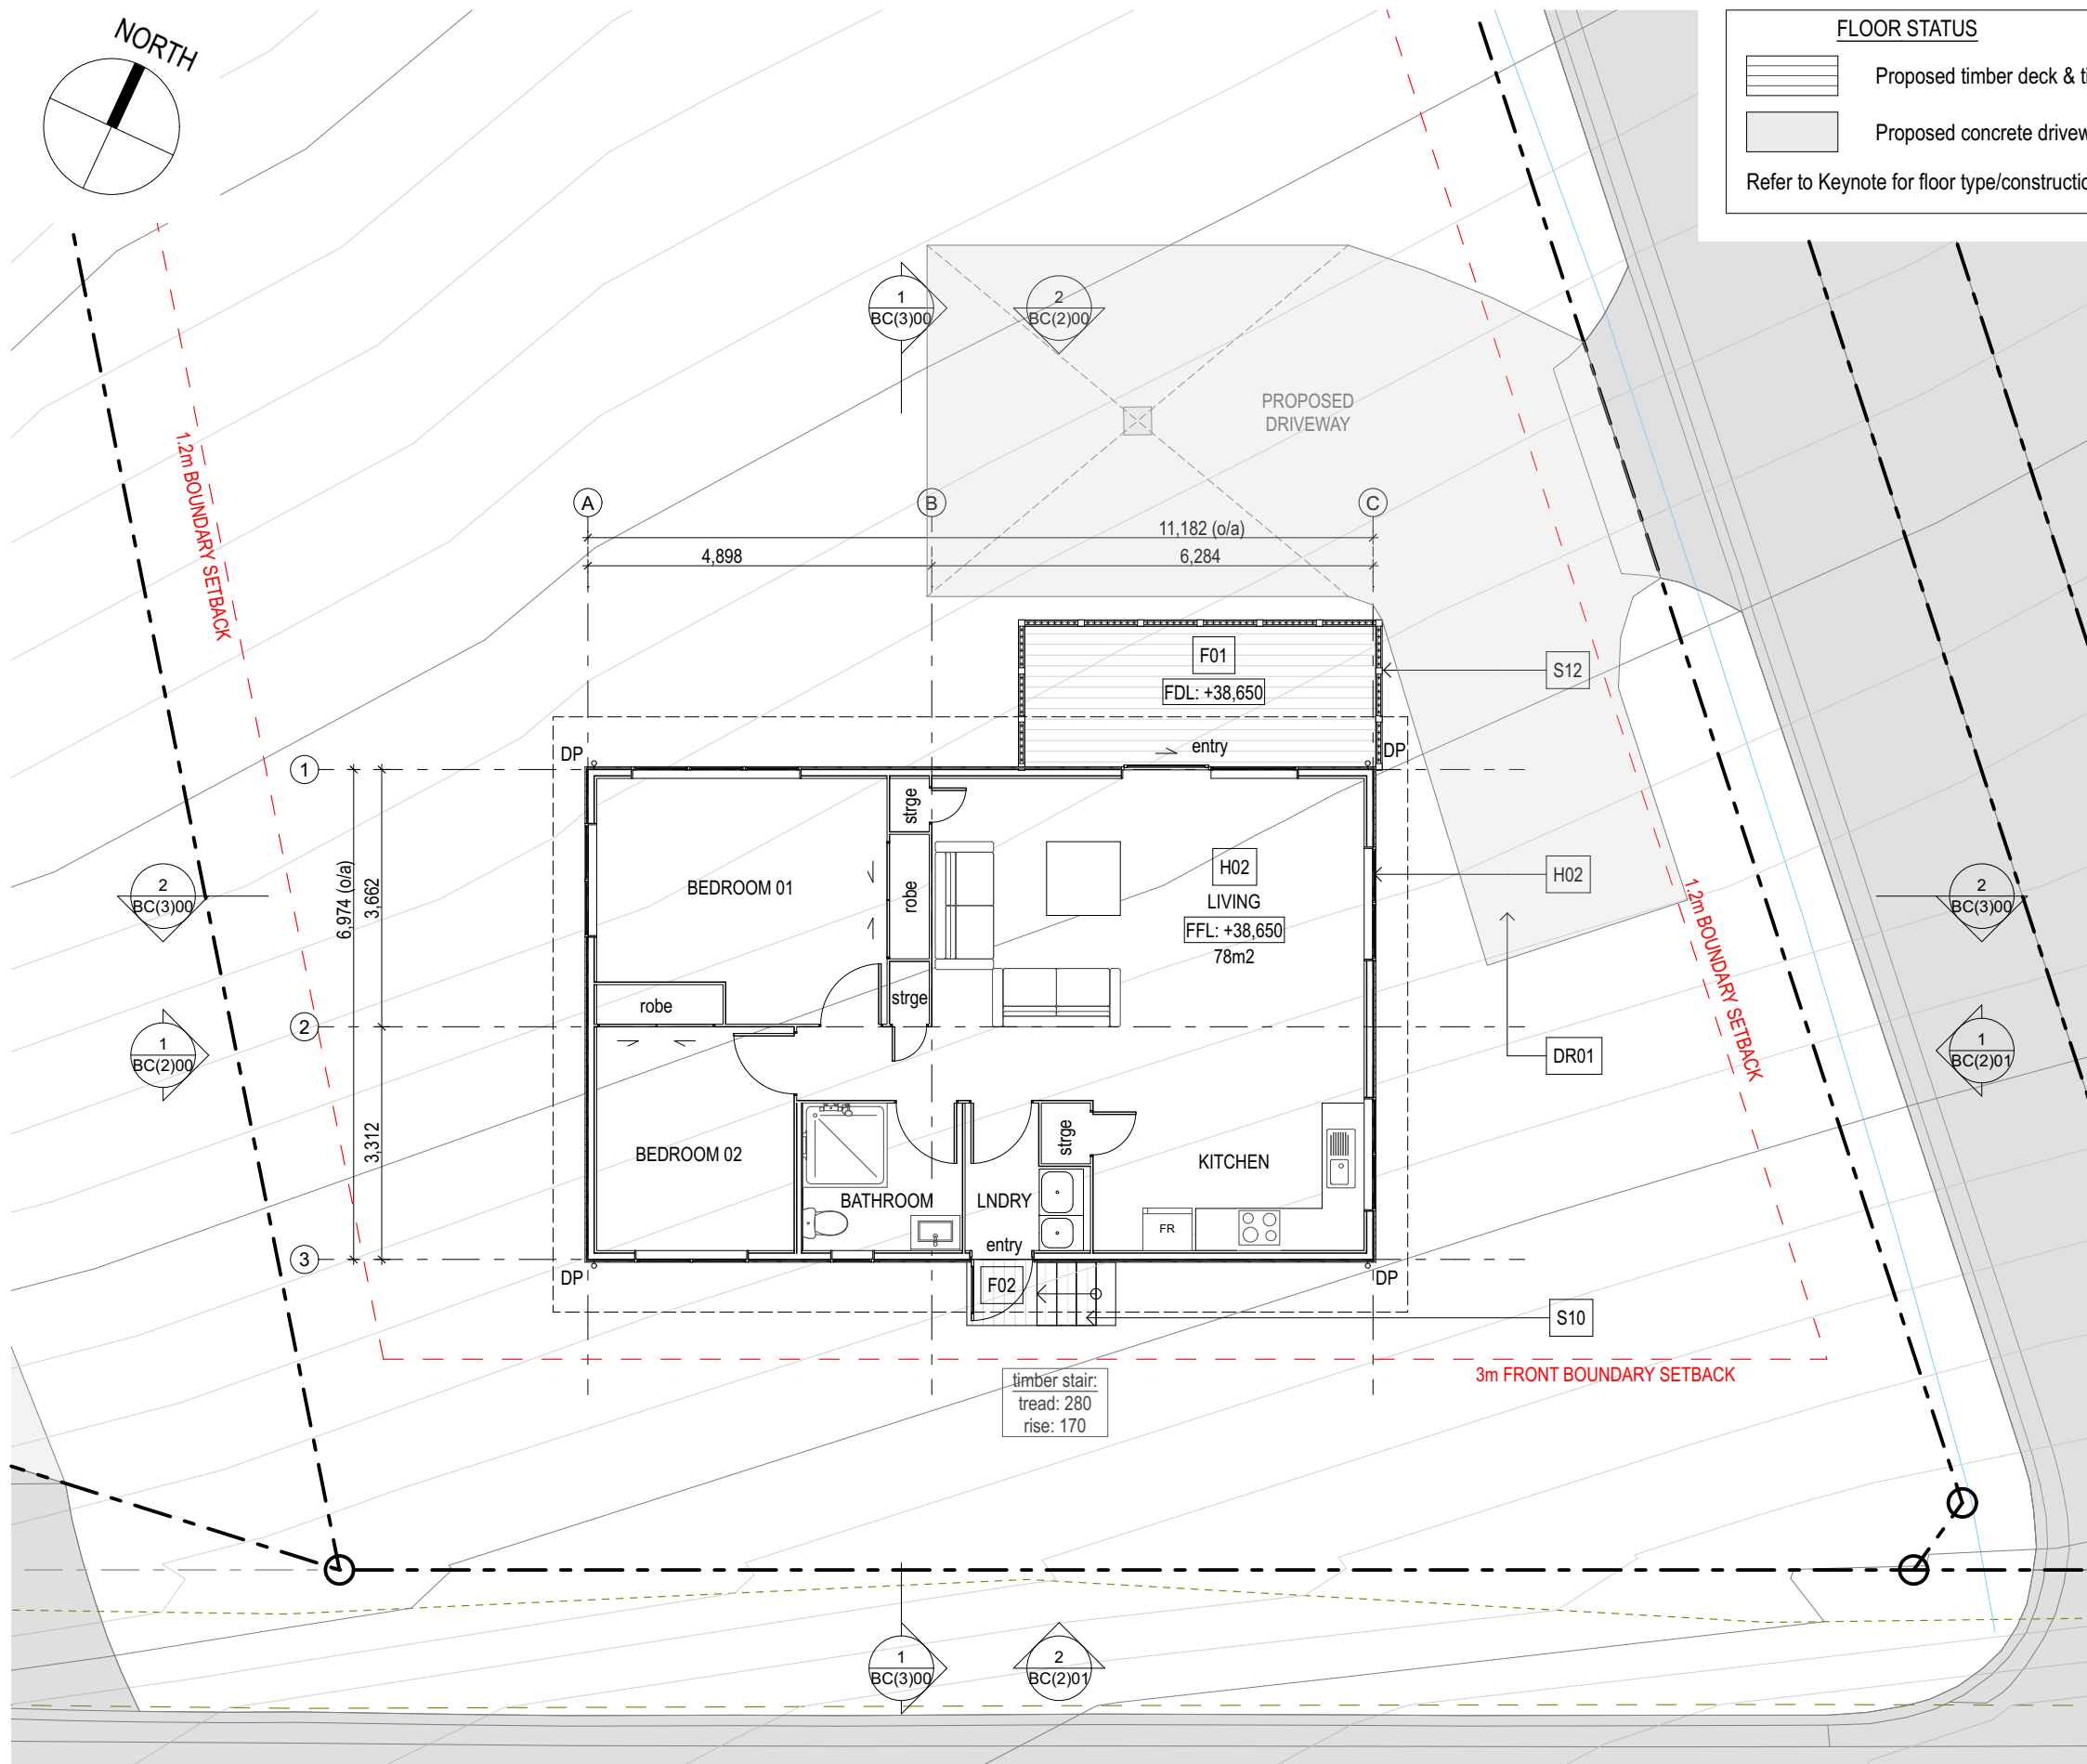 NORTH
FLOOR STATUS
Proposed timber deck &
Proposed concrete
Refer to Keynote for floor
1
BC(3)00
2
BC(2)00
PROPOSED
DRIVEWAY
1.2m BOUNDARY SETBACK
A
B
C
11,182 (o/a)
4,898
6,284
F01
FDL: +38,650
S12
entry
DP
DP
1
strge
6,974 (o/a)
3,662
2
BC(3)00
BEDROOM 01
robe
H02
LIVING
FFL: +38,650
78m2
H02
2
BC(3)00
1.2m BOUNDARY SETBACK
robe
strge
2
1
BC(2)00
DR01
1
BC(2)01
3,312
BEDROOM 02
strge
KITCHEN
BATHROOM
LNDRY
FR
entry
3
DP
F02
DP
S10
3m FRONT BOUNDARY SETBACK
timber stair:
tread: 280
rise: 170
1
BC(3)00
2
BC(2)01